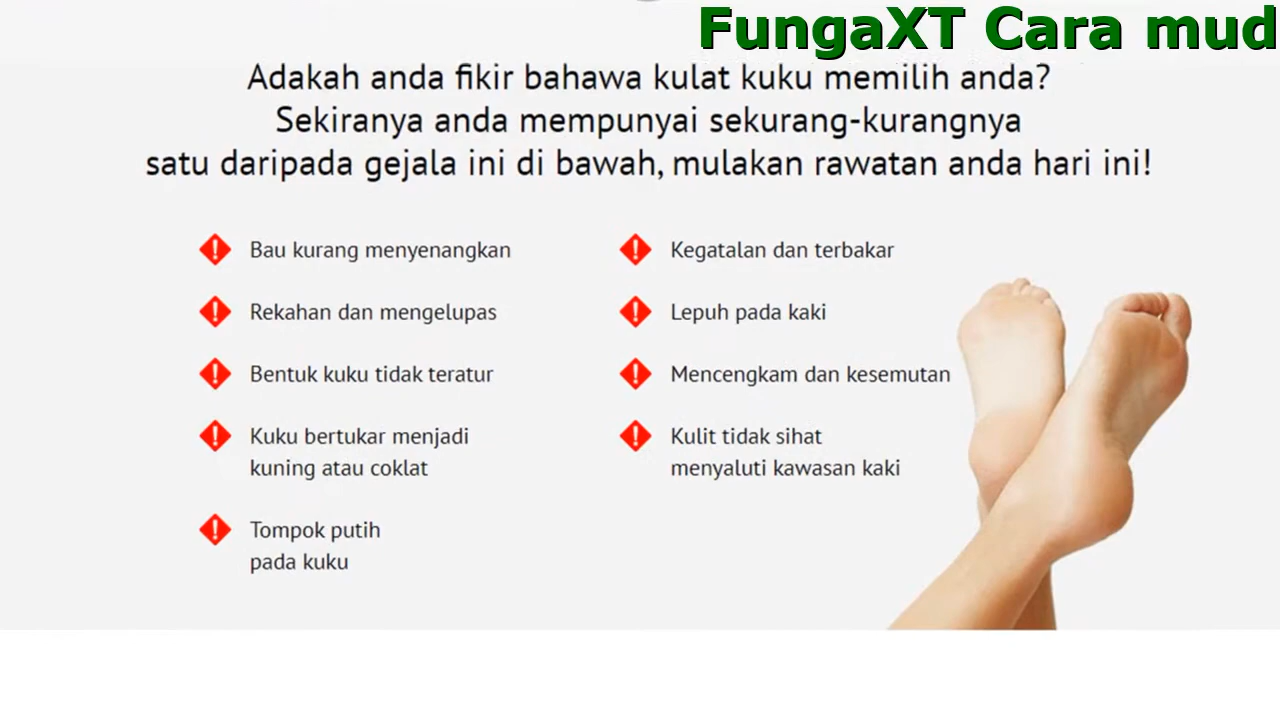 FungaXT Cara mud
Adakah anda fikir bahawa kulat kuku memilih anda?
Sekiranya anda mempunyai sekurang-kurangnya
satu daripada gejala ini di bawah, mulakan rawatan anda hari ini!
Bau kurang menyenangkan
Rekahan dan mengelupas
Bentuk kuku tidak teratur
Kuku bertukar menjadi
kuning atau coklat
Tompok putih
pada kuku
Kegatalan dan terbakar
Lepuh pada kaki
Mencengkam dan kesemutan
Kulit tidak sihat
menyaluti kawasan kaki